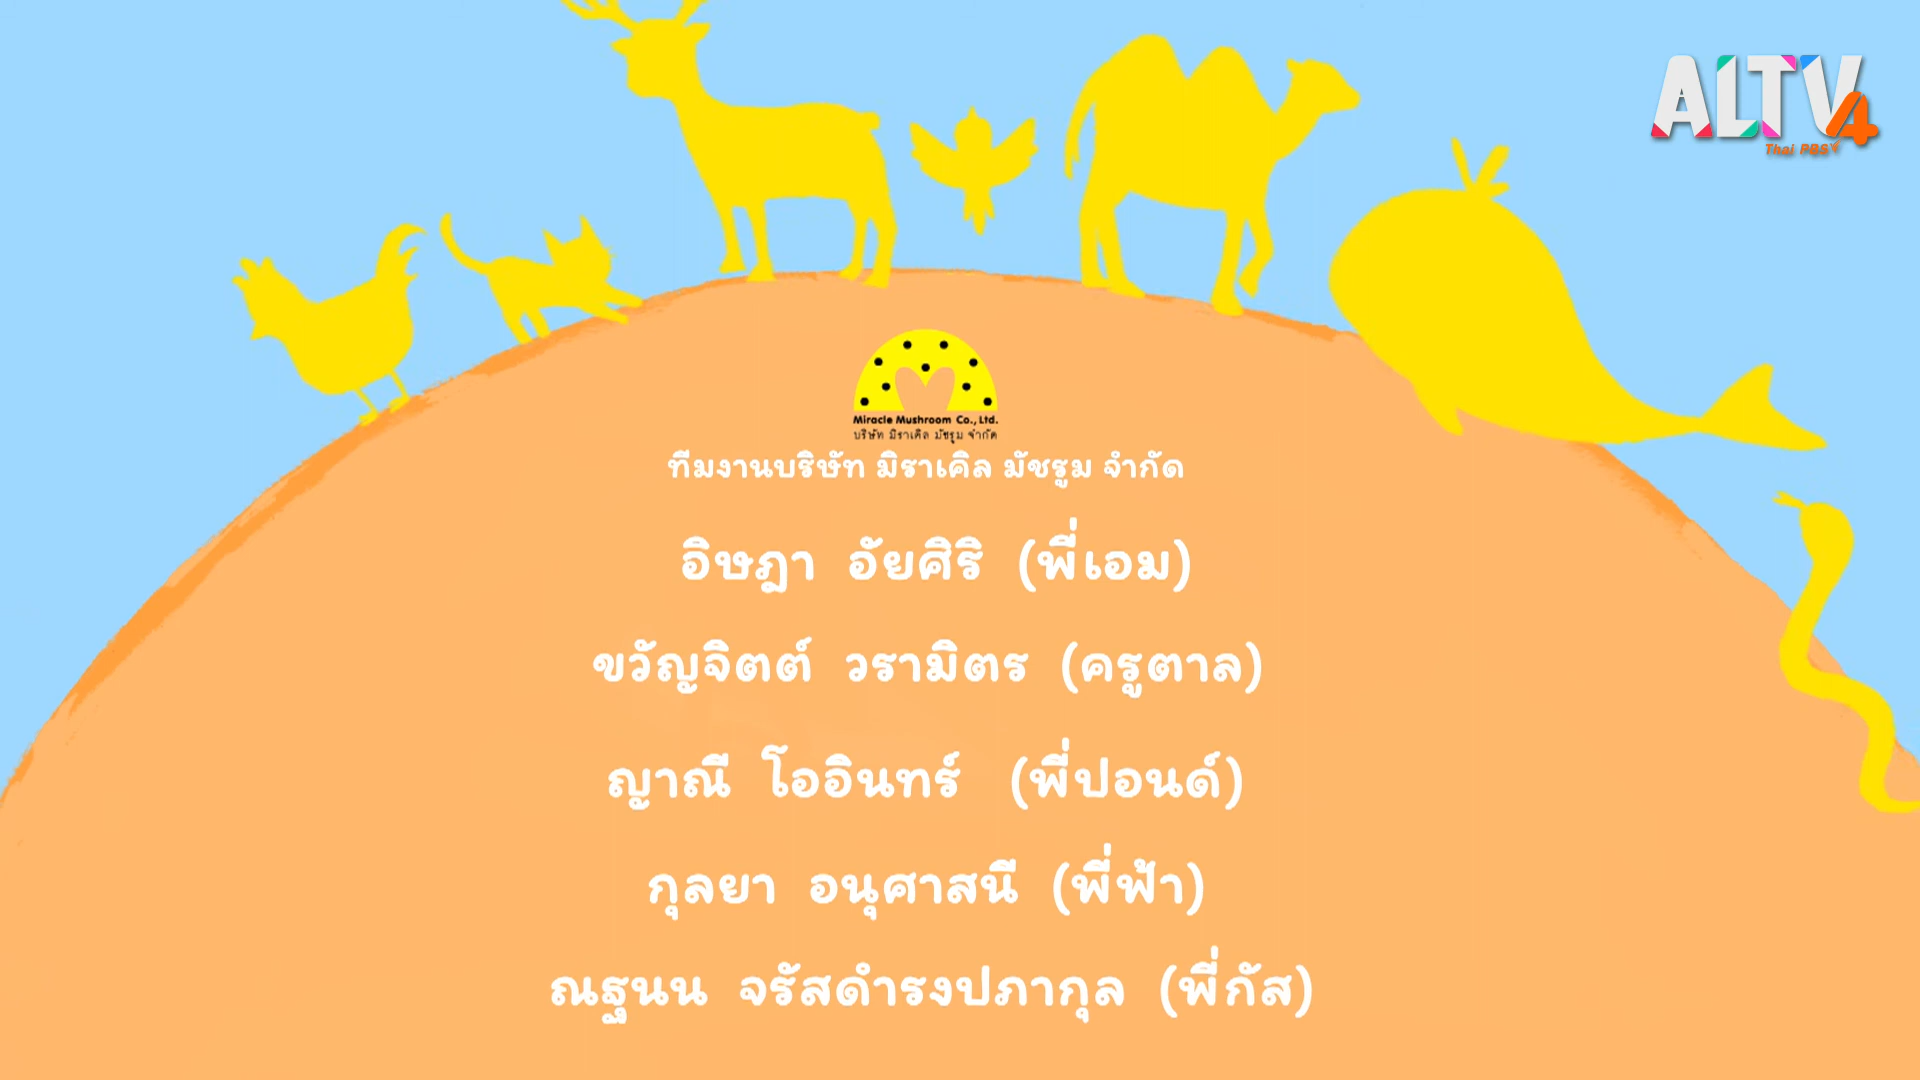 ALTV4
Thai PBS
Miracle Mushroom Co., Ltd.
บริษัท มิราเคิล มัชรูม จำกัด
ทีมงานบริษัท มิราเคิล มัชรูม จำกัด
อิษฎา อัยศิริ (พี่เอม)
ขวัญจิตต์ วรามิตร (ครูตาล)
ญาณี โออินทร์ (พี่ปอนด์)
กุลยา อนุศาสนี (พี่ฟ้า)
ณฐนน จรัสดำรงปภากุล (พี่กัส)